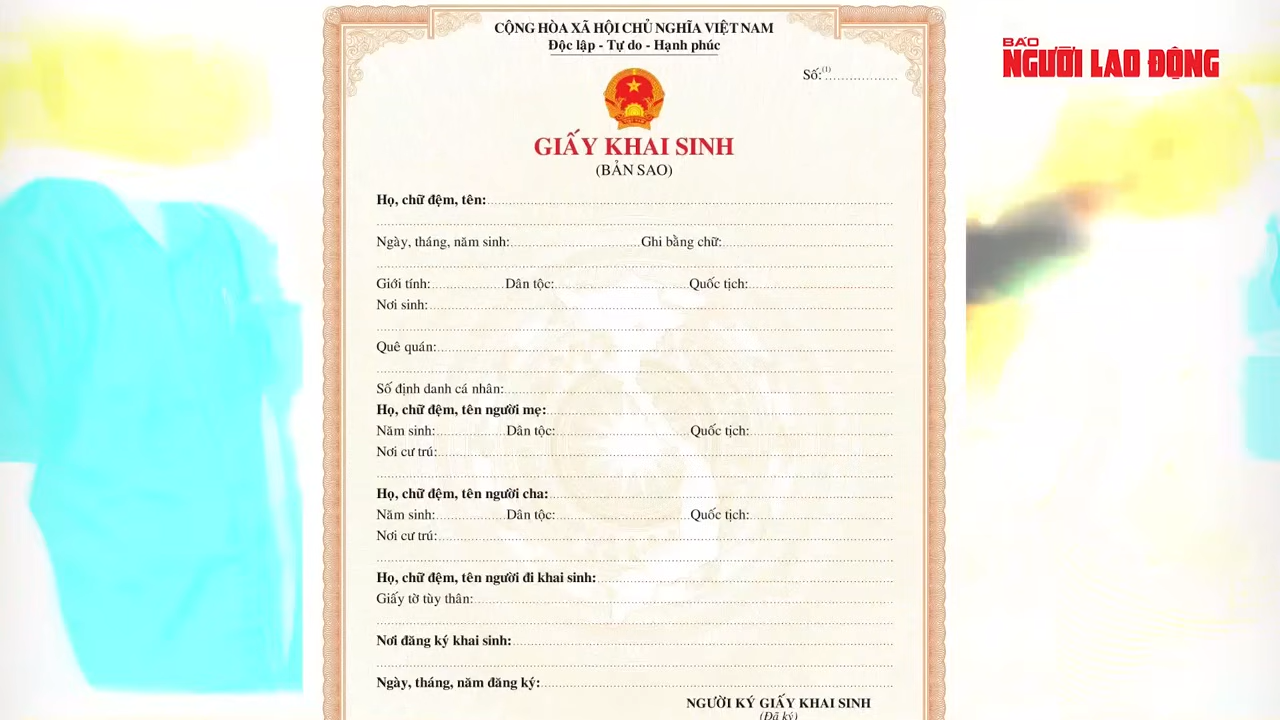 CỘNG HÒA XÃ HỘI CHỦ NGHĨA VIỆT NAM
Độc lập - Tự do - Hạnh phúc
BÁO
NGƯỜI LAO ĐỘNG
Số:(1)
GIẤY KHAI SINH
(BẢN SAO)
Họ, chữ đệm, tên:
Ngày, tháng, năm sinh: Ghi bằng chữ:
Giới tính: Dân tộc: Quốc tịch:
Nơi sinh:
Quê quán:
Số định danh cá nhân:
Họ, chữ đệm, tên người mẹ:
Năm sinh: Dân tộc: Quốc tịch:
Nơi cư trú:
Họ, chữ đệm, tên người cha:
Năm sinh: Dân tộc: Quốc tịch:
Nơi cư trú:
Họ, chữ đệm, tên người đi khai sinh:
Giấy tờ tùy thân:
Nơi đăng ký khai sinh:
Ngày, tháng, năm đăng ký:
NGƯỜI KÝ GIẤY KHAI SINH
(Đã ký)